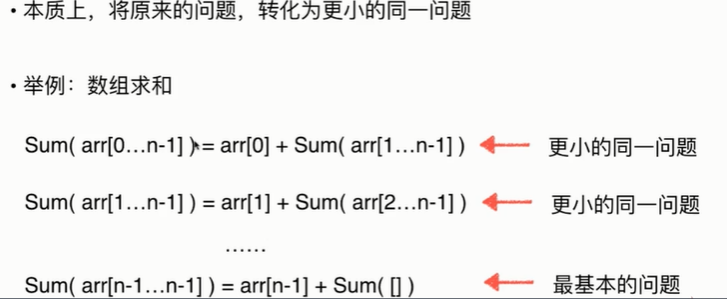 • 本质上，将原来的问题，转化为更小的同一问题
• 举例：数组求和
Sum( arr[0…n-1] ) = arr[0] + Sum( arr[1…n-1] ) 更小的同一问题
Sum( arr[1…n-1] ) = arr[1] + Sum( arr[2…n-1] ) 更小的同一问题
……
Sum( arr[n-1…n-1] ) = arr[n-1] + Sum( [] ) 最基本的问题